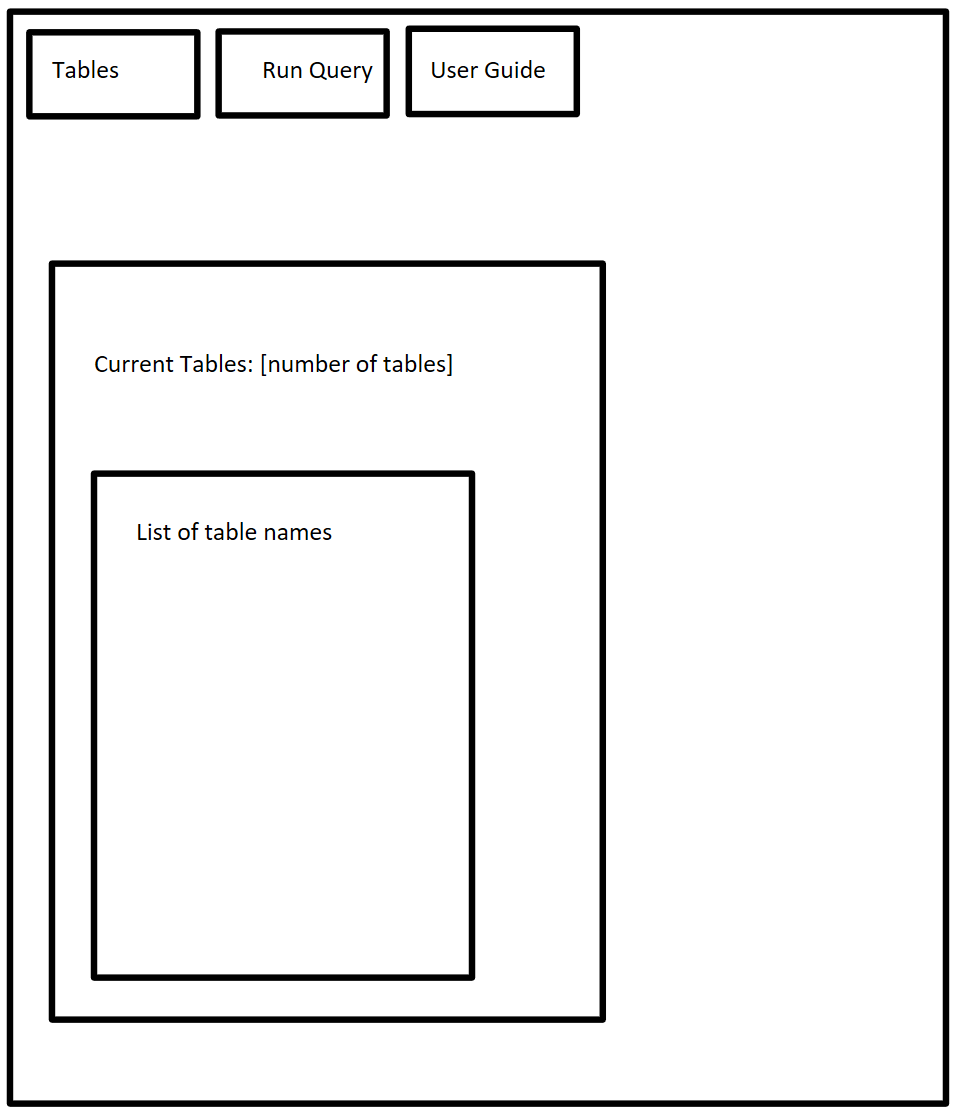 Tables
Run Query
User Guide
Current Tables: [number of tables]
List of table names